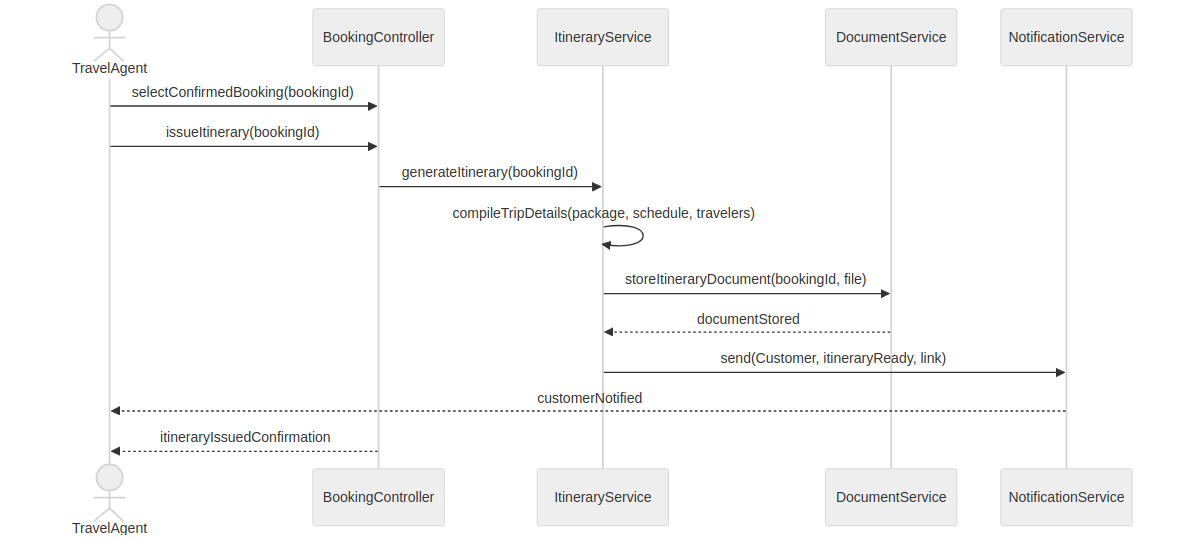 BookingController
ItineraryService
DocumentService
NotificationService
TravelAgent
selectConfirmedBooking(bookingId)
issueItinerary(bookingId)
generateItinerary(bookingId)
compileTripDetails(package, schedule, travelers)
storeItineraryDocument(bookingId, file)
documentStored
send(Customer, itineraryReady, link)
customerNotified
itineraryIssuedConfirmation
BookingController
ItineraryService
DocumentService
NotificationService
TravelAgent